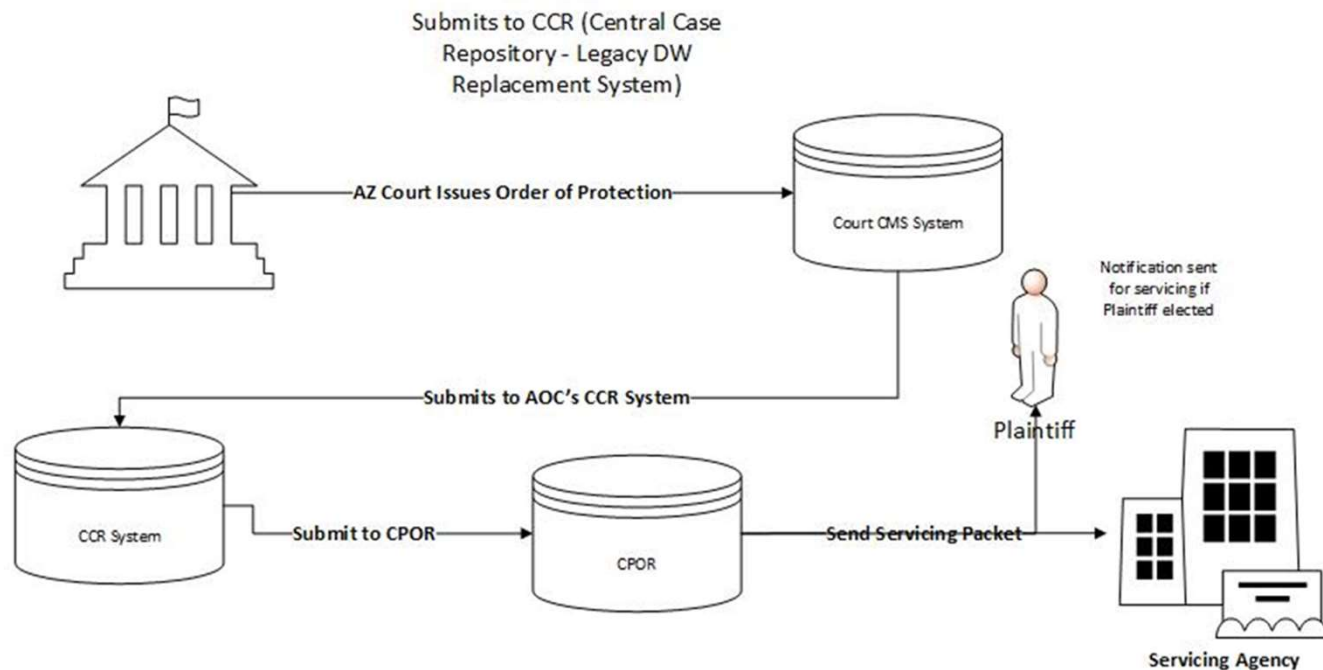 Submits to CCR (Central Case
Repository - Legacy DW
Replacement System)
AZ Court Issues Order of Protection
Court CMS System
Notification sent
for servicing if
Plaintiff elected
Submits to AOC's CCR System
Plaintiff
CCR System
Submit to CPOR
CPOR
Send Servicing Packet
Servicing Agency